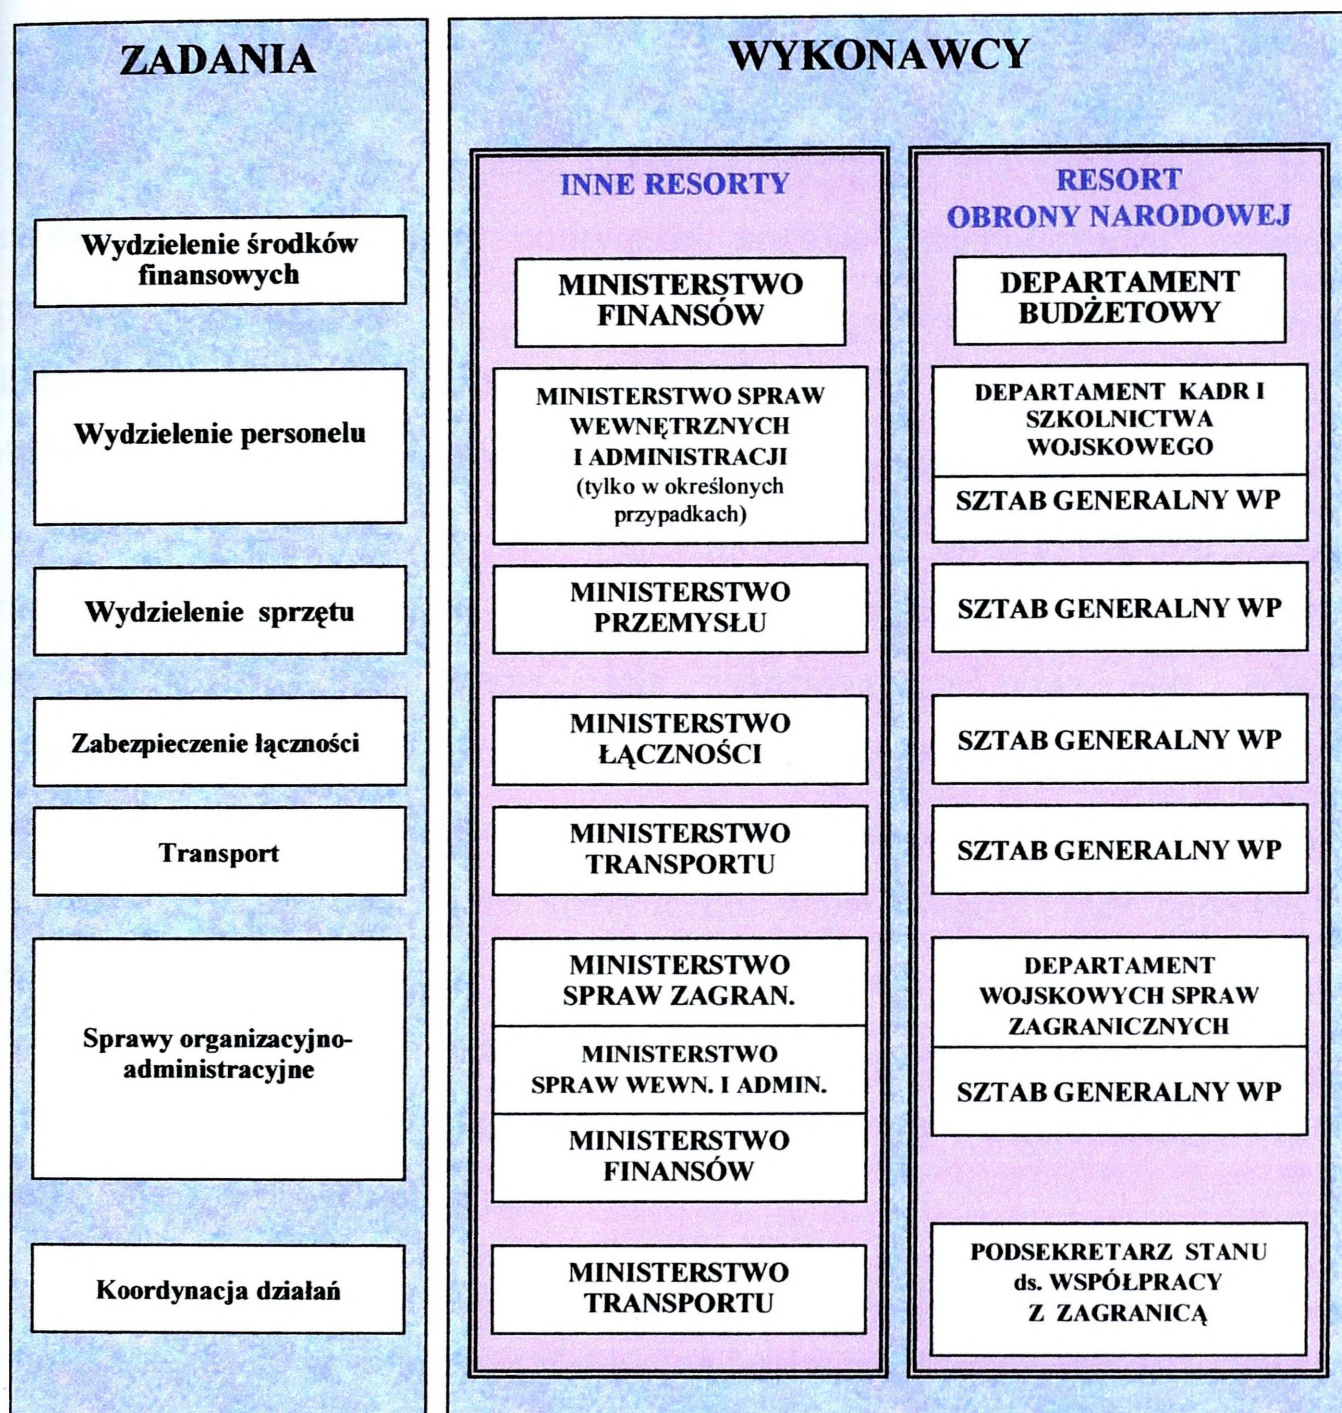 ZADANIA
Wydzielenie środków
finansowych
Wydzielenie personelu
Wydzielenie sprzętu
Zabezpieczenie łączności
Transport
Sprawy organizacyjno-
administracyjne
Koordynacja działań
WYKONAWCY
INNE RESORTY
MINISTERSTWO
FINANSÓW
MINISTERSTWO SPRAW
WEWNĘTRZNYCH
I ADMINISTRACJI
(tylko w określonych
przypadkach)
MINISTERSTWO
PRZEMYSŁU
MINISTERSTWO
ŁĄCZNOŚCI
MINISTERSTWO
TRANSPORTU
MINISTERSTWO
SPRAW ZAGRAN.
MINISTERSTWO
SPRAW WEWN. I ADMIN.
MINISTERSTWO
FINANSÓW
MINISTERSTWO
TRANSPORTU
RESORT
OBRONY NARODOWEJ
DEPARTAMENT
BUDŻETOWY
DEPARTAMENT KADR I
SZKOLNICTWA
WOJSKOWEGO
SZTAB GENERALNY WP
SZTAB GENERALNY WP
SZTAB GENERALNY WP
SZTAB GENERALNY WP
DEPARTAMENT
WOJSKOWYCH SPRAW
ZAGRANICZNYCH
SZTAB GENERALNY WP
PODSEKRETARZ STANU
ds. WSPÓŁPRACY
Z ZAGRANICĄ